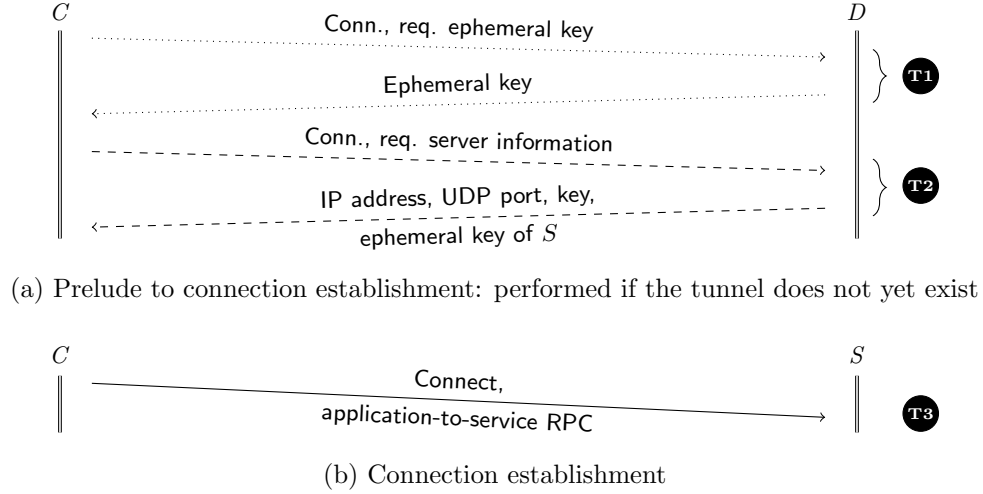 C D
Conn., req. ephemeral key
T1
Ephemeral key
Conn., req. server information
T2
IP address, UDP port, key,
ephemeral key of S
(a) Prelude to connection establishment: performed if the tunnel does not yet exist
C S
Connect,
T3
application-to-service RPC
(b) Connection establishment